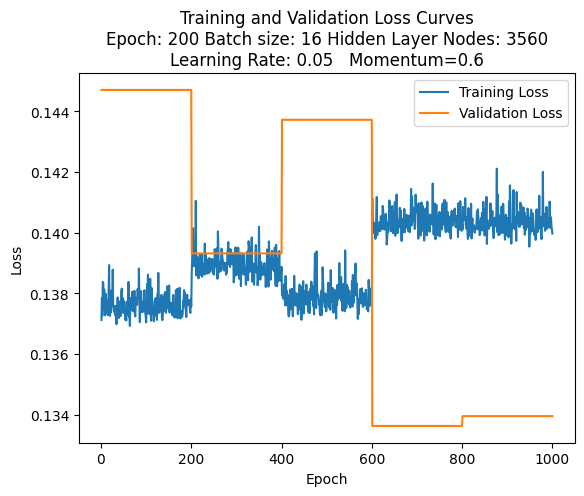 Training and Validation Loss Curves
Epoch: 200 Batch size: 16 Hidden Layer Nodes: 3560
Learning Rate: 0.05   Momentum=0.6
Training Loss
Validation Loss
0.144
0.142
0.140
0.138
0.136
0.134
Loss
0 200 400 600 800 1000
Epoch